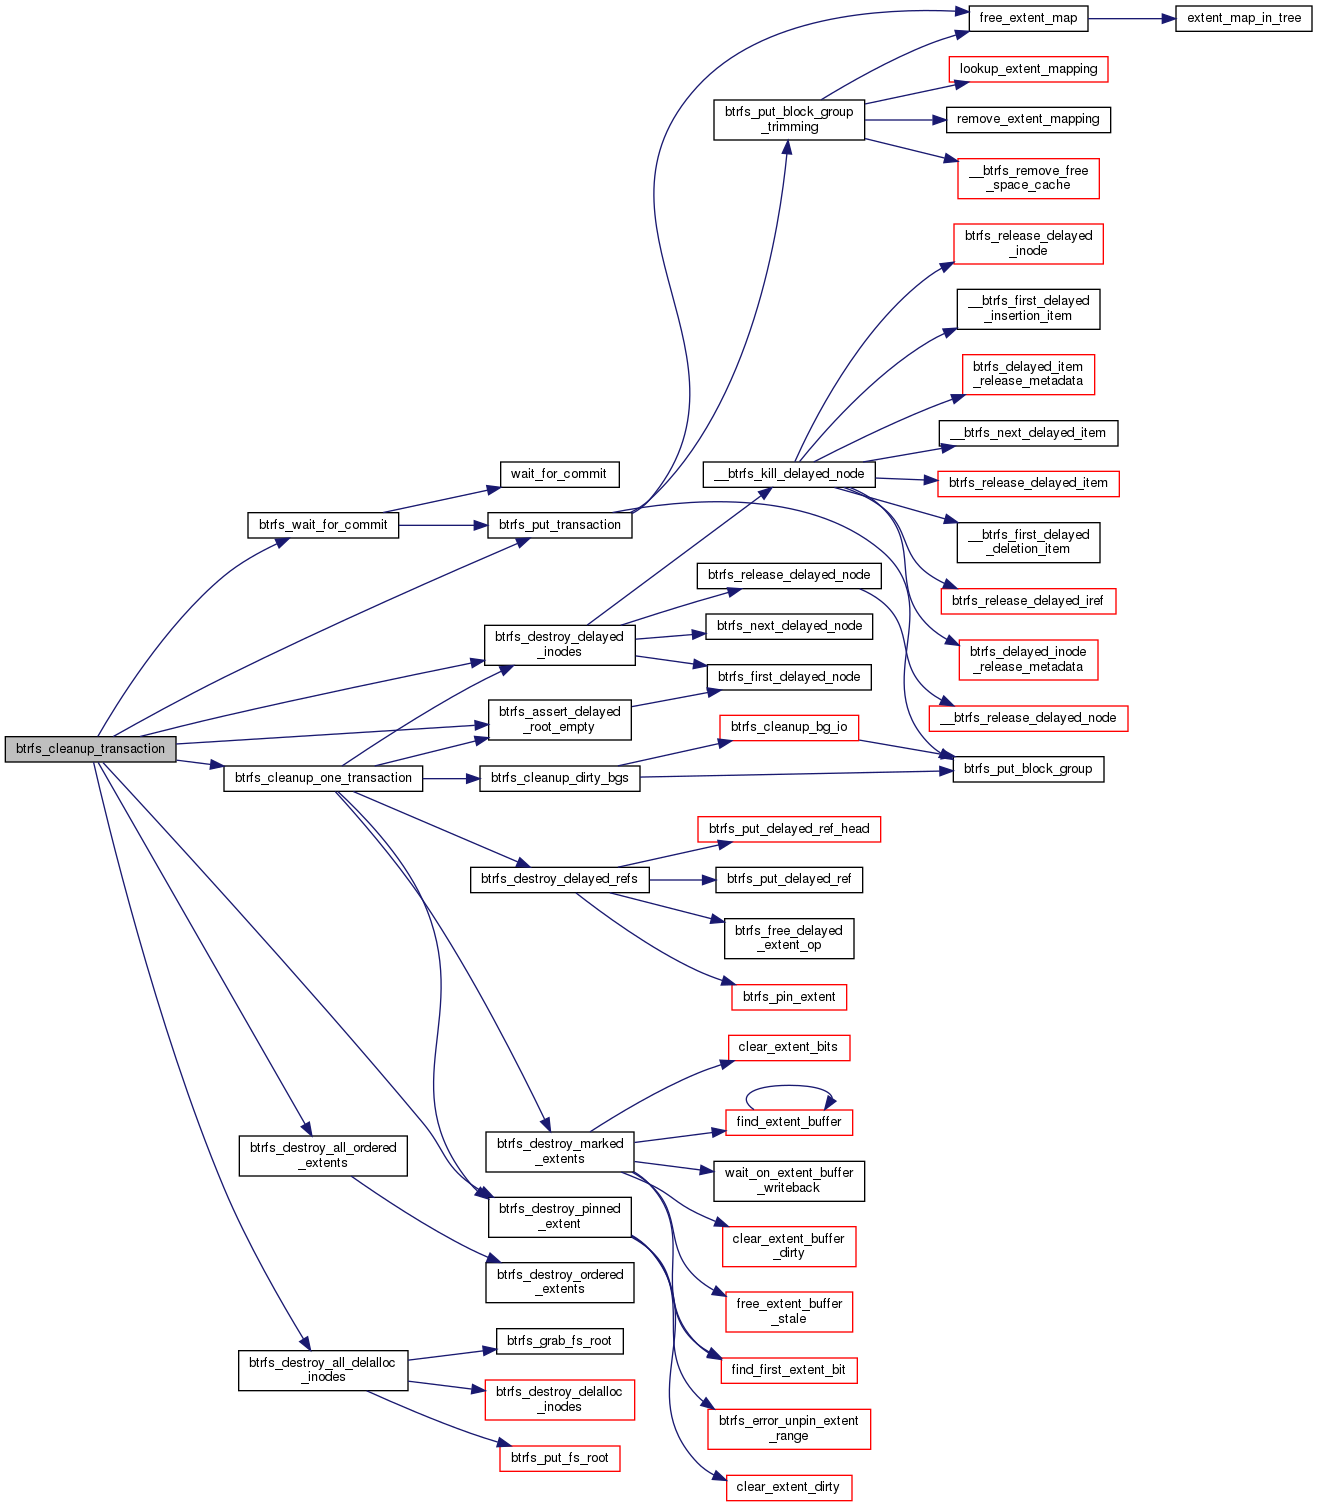 free_extent_map
extent_map_in_tree
lookup_extent_mapping
btrfs_put_block_group
_trimming
remove_extent_mapping
__btrfs_remove_free
_space_cache
btrfs_release_delayed
_inode
__btrfs_first_delayed
_insertion_item
btrfs_delayed_item
_release_metadata
__btrfs_next_delayed_item
wait_for_commit
__btrfs_kill_delayed_node
btrfs_release_delayed_item
btrfs_wait_for_commit
btrfs_put_transaction
__btrfs_first_delayed
_deletion_item
btrfs_release_delayed_node
btrfs_release_delayed_iref
btrfs_destroy_delayed
_inodes
btrfs_next_delayed_node
btrfs_delayed_inode
_release_metadata
btrfs_first_delayed_node
btrfs_assert_delayed
_root_empty
__btrfs_release_delayed_node
btrfs_cleanup_transaction
btrfs_cleanup_bg_io
btrfs_cleanup_one_transaction
btrfs_cleanup_dirty_bgs
btrfs_put_block_group
btrfs_put_delayed_ref_head
btrfs_destroy_delayed_refs
btrfs_put_delayed_ref
btrfs_free_delayed
_extent_op
btrfs_pin_extent
clear_extent_bits
find_extent_buffer
btrfs_destroy_all_ordered
_extents
btrfs_destroy_marked
_extents
wait_on_extent_buffer
_writeback
btrfs_destroy_pinned
_extent
clear_extent_buffer
_dirty
btrfs_destroy_ordered
_extents
free_extent_buffer
_stale
btrfs_grab_fs_root
btrfs_destroy_all_delalloc
_inodes
find_first_extent_bit
btrfs_destroy_delalloc
_inodes
btrfs_error_unpin_extent
_range
btrfs_put_fs_root
clear_extent_dirty